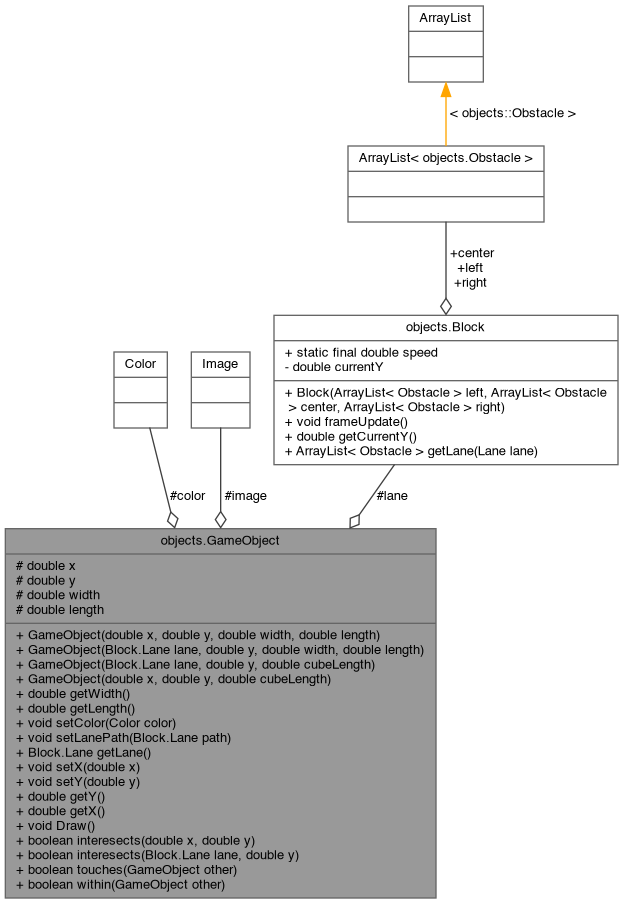 ArrayList
< objects::Obstacle >
ArrayList< objects.Obstacle >
+center
+left
+right
objects.Block
+ static final double speed
- double currentY
+ Block(ArrayList< Obstacle > left, ArrayList< Obstacle
> center, ArrayList< Obstacle > right)
+ void frameUpdate()
+ double getCurrentY()
+ ArrayList< Obstacle > getLane(Lane lane)
Color
Image
#color
#image
#lane
objects.GameObject
# double x
# double y
# double width
# double length
+ GameObject(double x, double y, double width, double length)
+ GameObject(Block.Lane lane, double y, double width, double length)
+ GameObject(Block.Lane lane, double y, double cubeLength)
+ GameObject(double x, double y, double cubeLength)
+ double getWidth()
+ double getLength()
+ void setColor(Color color)
+ void setLanePath(Block.Lane path)
+ Block.Lane getLane()
+ void setX(double x)
+ void setY(double y)
+ double getY()
+ double getX()
+ void Draw()
+ boolean interesects(double x, double y)
+ boolean interesects(Block.Lane lane, double y)
+ boolean touches(GameObject other)
+ boolean within(GameObject other)